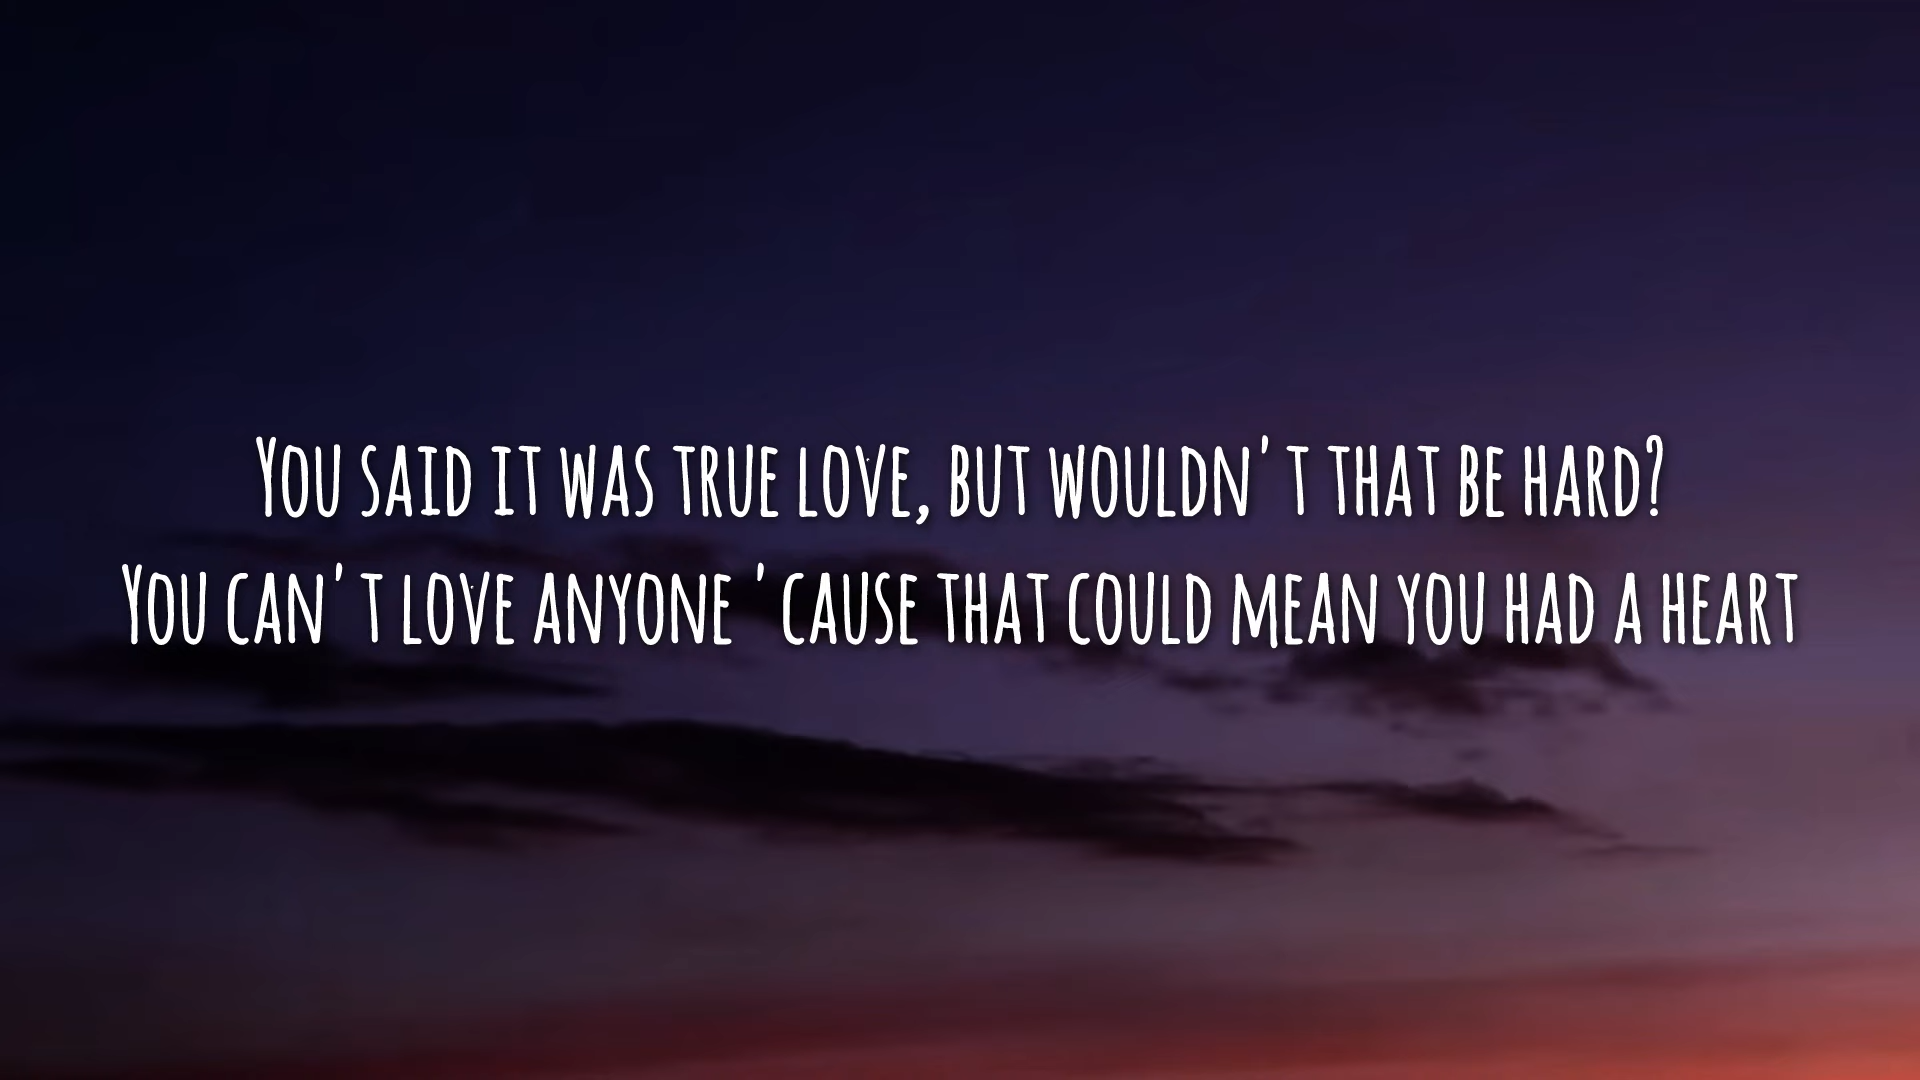 You said it was true love, but wouldn't that be hard?
You can't love anyone 'cause that could mean you had a heart